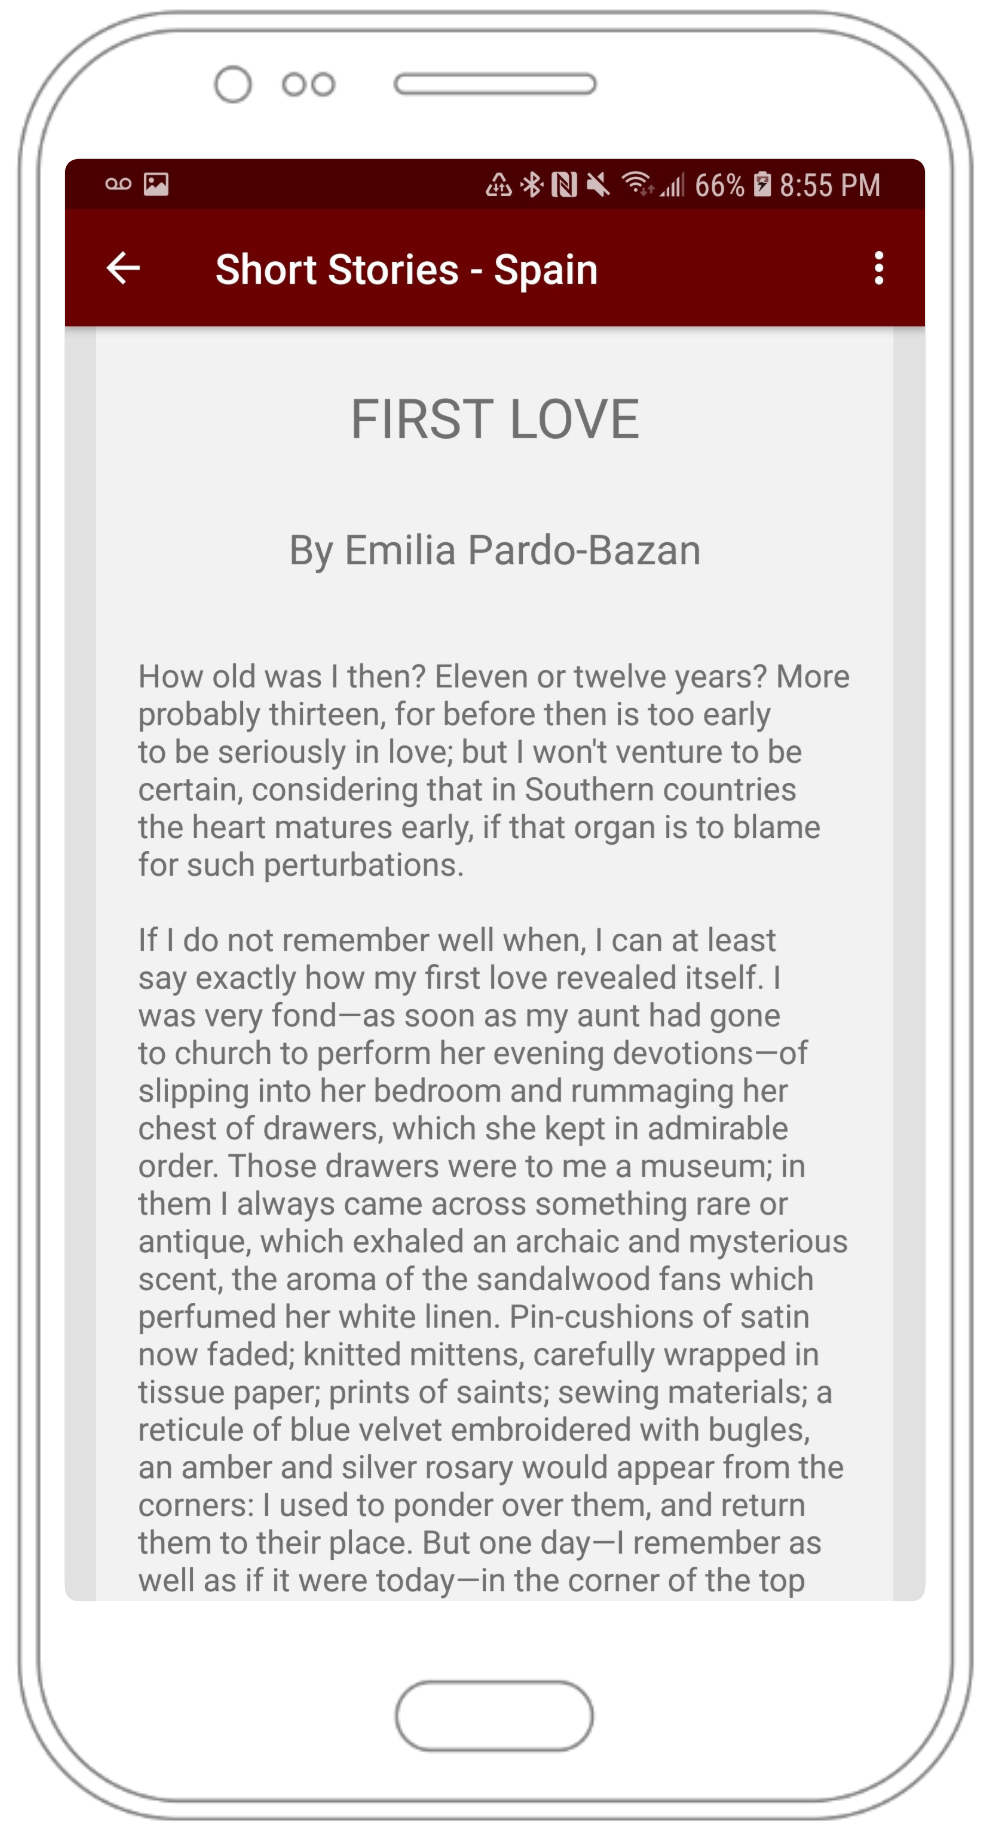 66% 8:55 PM
Short Stories - Spain
FIRST LOVE
By Emilia Pardo-Bazan
How old was I then? Eleven or twelve years? More
probably thirteen, for before then is too early
to be seriously in love; but I won't venture to be
certain, considering that in Southern countries
the heart matures early, if that organ is to blame
for such perturbations.
If I do not remember well when, I can at least
say exactly how my first love revealed itself. I
was very fond—as soon as my aunt had gone
to church to perform her evening devotions—of
slipping into her bedroom and rummaging her
chest of drawers, which she kept in admirable
order. Those drawers were to me a museum; in
them I always came across something rare or
antique, which exhaled an archaic and mysterious
scent, the aroma of the sandalwood fans which
perfumed her white linen. Pin-cushions of satin
now faded; knitted mittens, carefully wrapped in
tissue paper; prints of saints; sewing materials; a
reticule of blue velvet embroidered with bugles,
an amber and silver rosary would appear from the
corners: I used to ponder over them, and return
them to their place. But one day—I remember as
well as if it were today—in the corner of the top